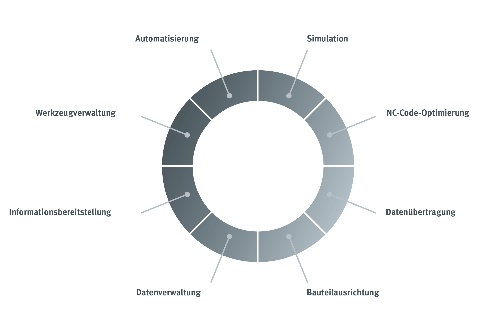 Automatisierung
Simulation
Werkzeugverwaltung
NC-Code-Optimierung
Informationsbereitstellung
Datenübertragung
Datenverwaltung
Bauteilausrichtung